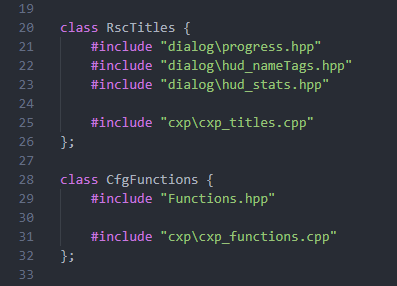 19
20 class RscTitles {
21 #include "dialog\progress.hpp"
22 #include "dialog\hud_nameTags.hpp"
23 #include "dialog\hud_stats.hpp"
24
25 #include "cxp\cxp_titles.cpp"
26 };
27
28 class CfgFunctions {
29 #include "Functions.hpp"
30
31 #include "cxp\cxp_functions.cpp"
32 };
33